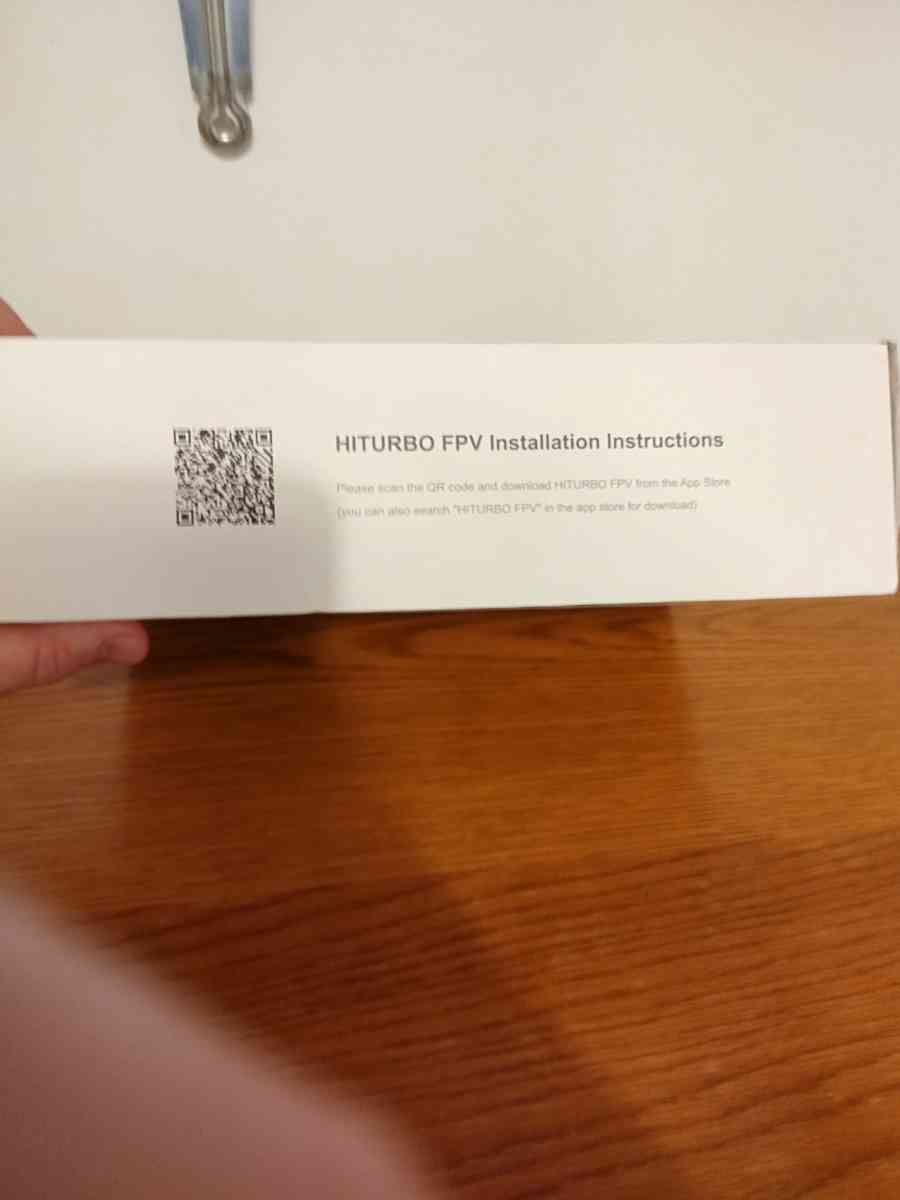 HITURBO FPV Installation Instructions
Please scan the QR code and download HITURBO FPV from the App Store
(you can also search "HITURBO FPV" in the app store for download)